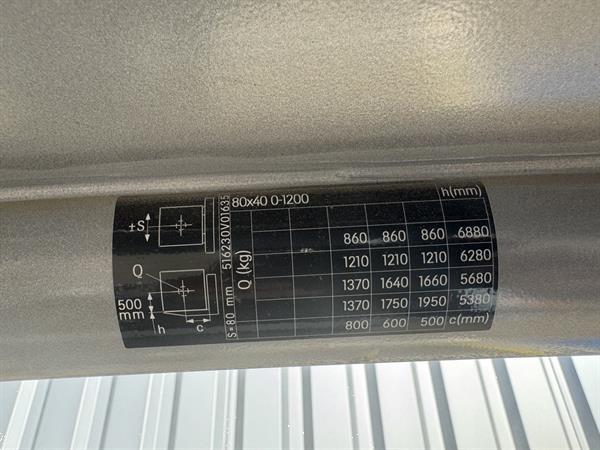 80x40 0-1200 h(mm)
860 860 860 6880
1210 1210 1210 6280
1370 1640 1660 5680
1370 1750 1950 5380
800 600 500 c(mm)
Q (kg)
S=80 mm 516230V01635
±S
Q
500
mm
h c